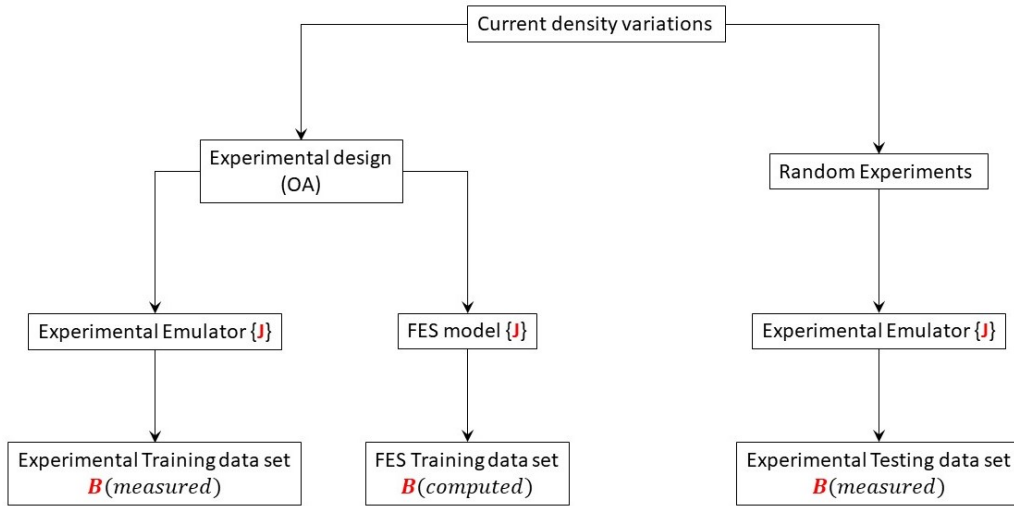 Current density variations
Experimental design
(OA)
Random Experiments
Experimental Emulator {J}
FES model {J}
Experimental Emulator {J}
Experimental Training data set
B(measured)
FES Training data set
B(computed)
Experimental Testing data set
B(measured)